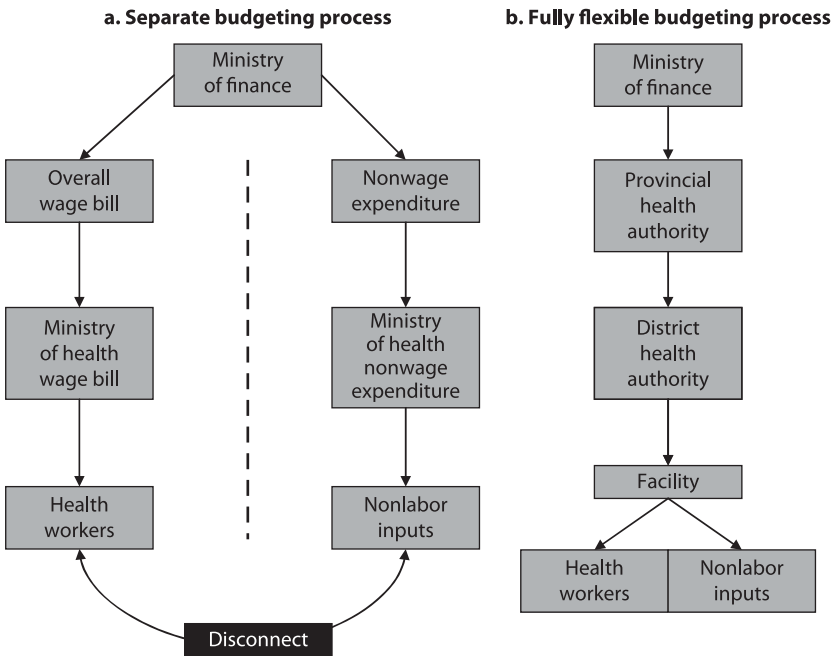 a. Separate budgeting process
Ministry
of finance
Overall
wage bill
Nonwage
expenditure
Ministry
of health
wage bill
Ministry
of health
nonwage
expenditure
Health
workers
Nonlabor
inputs
Disconnect
b. Fully flexible budgeting process
Ministry
of finance
Provincial
health
authority
District
health
authority
Facility
Health
workers
Nonlabor
inputs